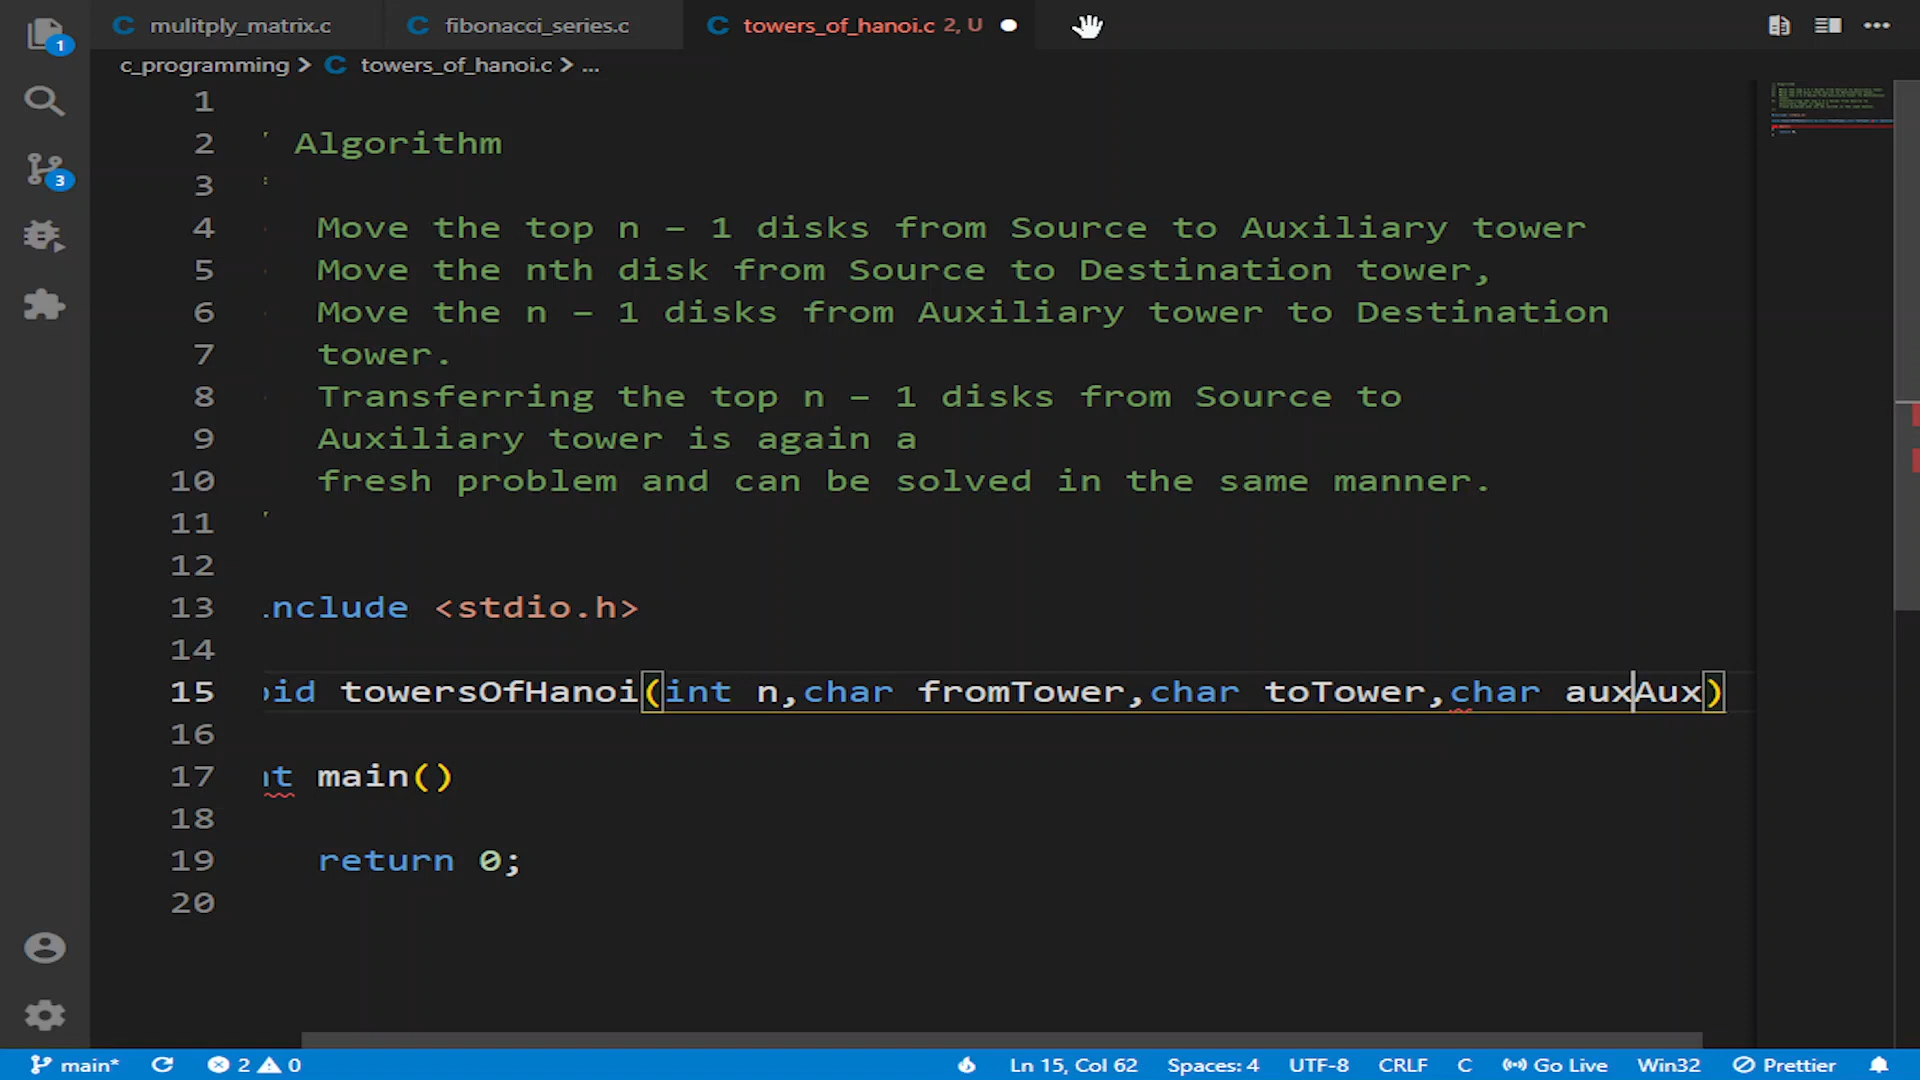 mulitply_matrix.c
fibonacci_series.c
towers_of_hanoi.c 2, U
c_programming > towers_of_hanoi.c > ...
1
1
2 Algorithm
3
3
4 Move the top n – 1 disks from Source to Auxiliary tower
5 Move the nth disk from Source to Destination tower,
6 Move the n – 1 disks from Auxiliary tower to Destination
7 tower.
8 Transferring the top n – 1 disks from Source to
9 Auxiliary tower is again a
10 fresh problem and can be solved in the same manner.
11
12
13 nclude <stdio.h>
14
15 oid towersOfHanoi(int n,char fromTower,char toTower,char auxAux)
16
17 nt main()
18
19 return 0;
20
main* 2 0 Ln 15, Col 62 Spaces: 4 UTF-8 CRLF C Go Live Win32 Prettier